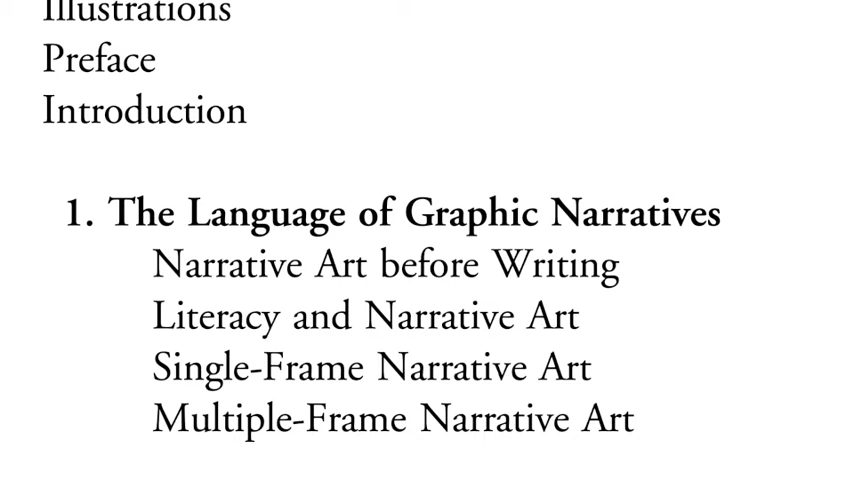 Illustrations
Preface
Introduction
1. The Language of Graphic Narratives
Narrative Art before Writing
Literacy and Narrative Art
Single-Frame Narrative Art
Multiple-Frame Narrative Art